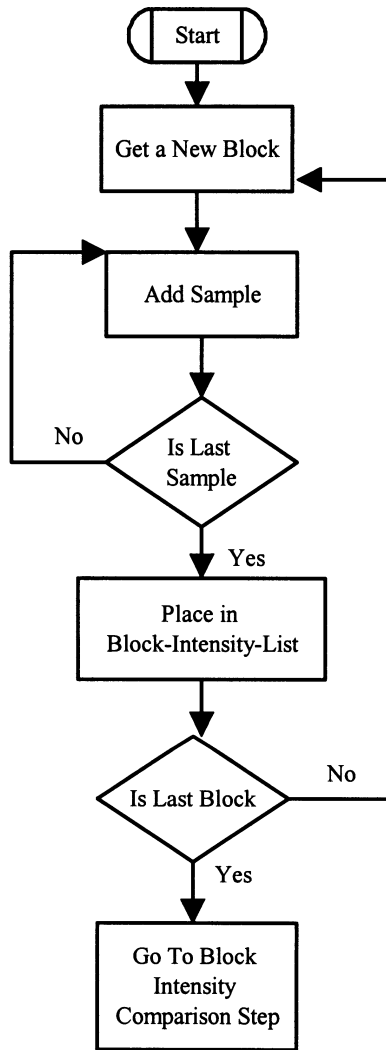 Start
Get a New Block
Add Sample
No
Is Last
Sample
Yes
Place in
Block-Intensity-List
No
Is Last Block
Yes
Go To Block
Intensity
Comparison Step